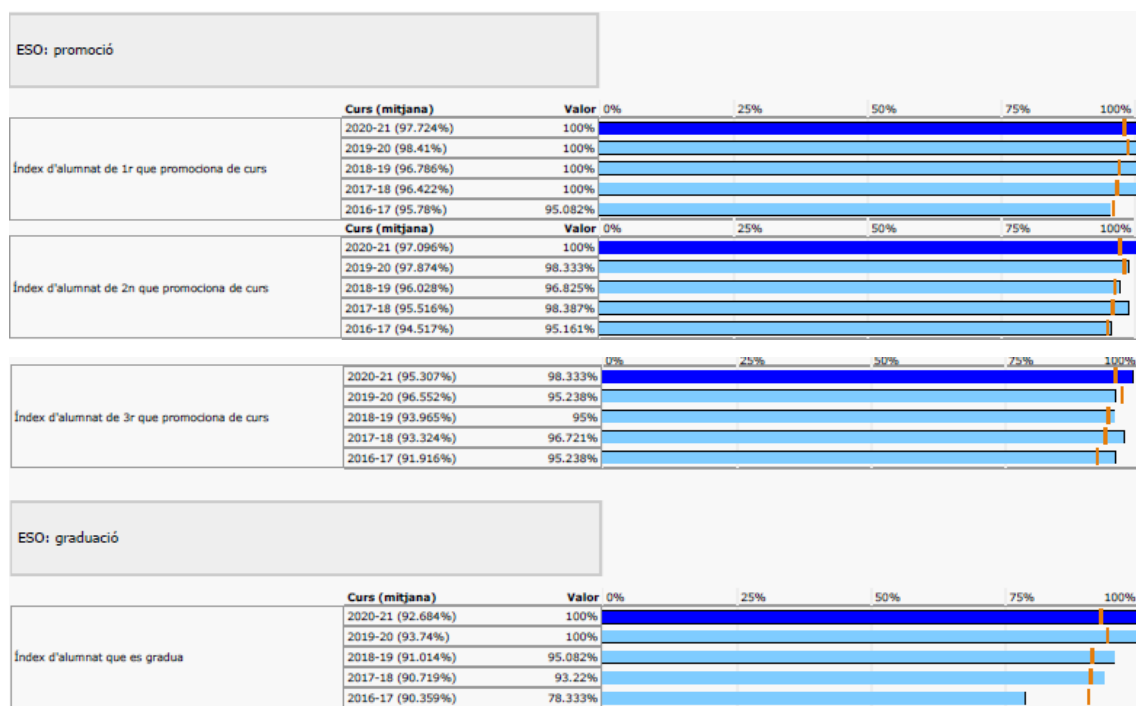 ESO: promoció
Curs (mitjana) Valor 0% 25% 50% 75% 100%
2020-21 (97.724%) 100%
2019-20 (98.41%) 100%
Índex d'alumnat de 1r que promociona de curs 2018-19 (96.786%) 100%
2017-18 (96.422%) 100%
2016-17 (95.78%) 95.082%
Curs (mitjana) Valor 0% 25% 50% 75% 100%
2020-21 (97.096%) 100%
2019-20 (97.874%) 98.333%
Índex d'alumnat de 2n que promociona de curs 2018-19 (96.028%) 96.825%
2017-18 (95.516%) 98.387%
2016-17 (94.517%) 95.161%
0% 25% 50% 75% 100%
2020-21 (95.307%) 98.333%
2019-20 (96.552%) 95.238%
Índex d'alumnat de 3r que promociona de curs 2018-19 (93.965%) 95%
2017-18 (93.324%) 96.721%
2016-17 (91.916%) 95.238%
ESO: graduació
Curs (mitjana) Valor 0% 25% 50% 75% 100%
2020-21 (92.684%) 100%
2019-20 (93.74%) 100%
Índex d'alumnat que es gradua 2018-19 (91.014%) 95.082%
2017-18 (90.719%) 93.22%
2016-17 (90.359%) 78.333%